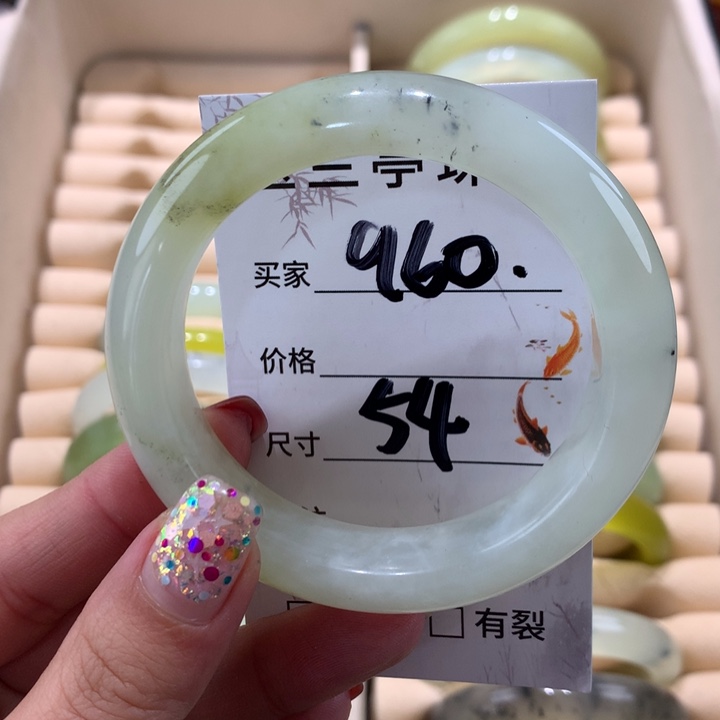 买家 960.
价格
尺寸 54
有裂